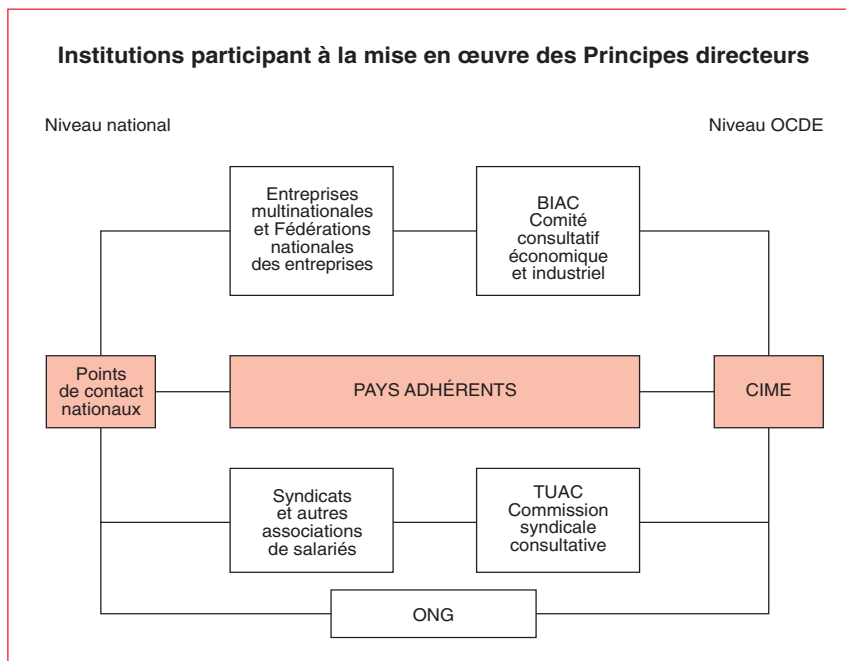 Institutions participant à la mise en œuvre des Principes directeurs
Niveau national
Niveau OCDE
Entreprises
multinationales
et Fédérations
nationales
des entreprises
BIAC
Comité
consultatif
économique
et industriel
Points
de contact
nationaux
PAYS ADHÉRENTS
CIME
Syndicats
et autres
associations
de salariés
TUAC
Commission
syndicale
consultative
ONG